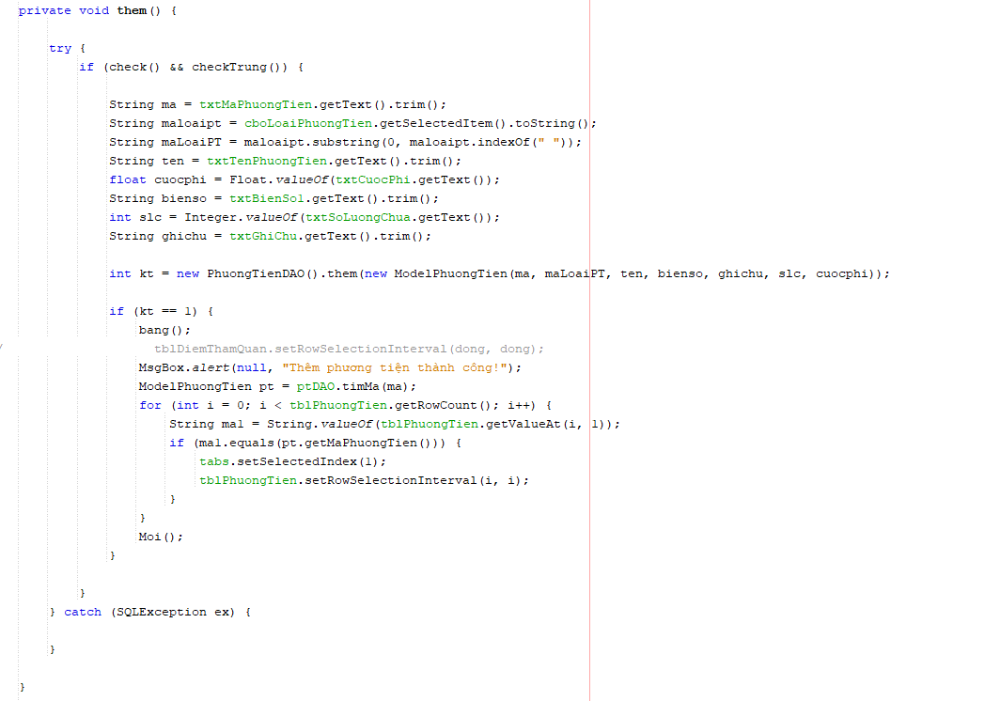 private void them() {
try {
if (check() && checkTrung()) {
String ma = txtMaPhuongTien.getText().trim();
String maloaipt = cboLoaiPhuongTien.getSelectedItem().toString();
String maLoaiPT = maloaipt.substring(0, maloaipt.indexOf(" "));
String ten = txtTenPhuongTien.getText().trim();
float cuocphi = Float.valueOf(txtCuocPhi.getText());
String bienso = txtBienSo1.getText().trim();
int slc = Integer.valueOf(txtSoLuongChua.getText());
String ghichu = txtGhiChu.getText().trim();
int kt = new PhuongTienDAO().them(new ModelPhuongTien(ma, maLoaiPT, ten, bienso, ghichu, slc, cuocphi));
if (kt == 1) {
bang();
tblDiemThamQuan.setRowSelectionInterval(dong, dong);
MsgBox.alert(null, "Thêm phương tiện thành công!");
ModelPhuongTien pt = ptDAO.timMa(ma);
for (int i = 0; i < tblPhuongTien.getRowCount(); i++) {
String ma1 = String.valueOf(tblPhuongTien.getValueAt(i, 1));
if (ma1.equals(pt.getMaPhuongTien())) {
tabs.setSelectedIndex(1);
tblPhuongTien.setRowSelectionInterval(i, i);
}
}
Moi();
}
}
} catch (SQLException ex) {
}
}